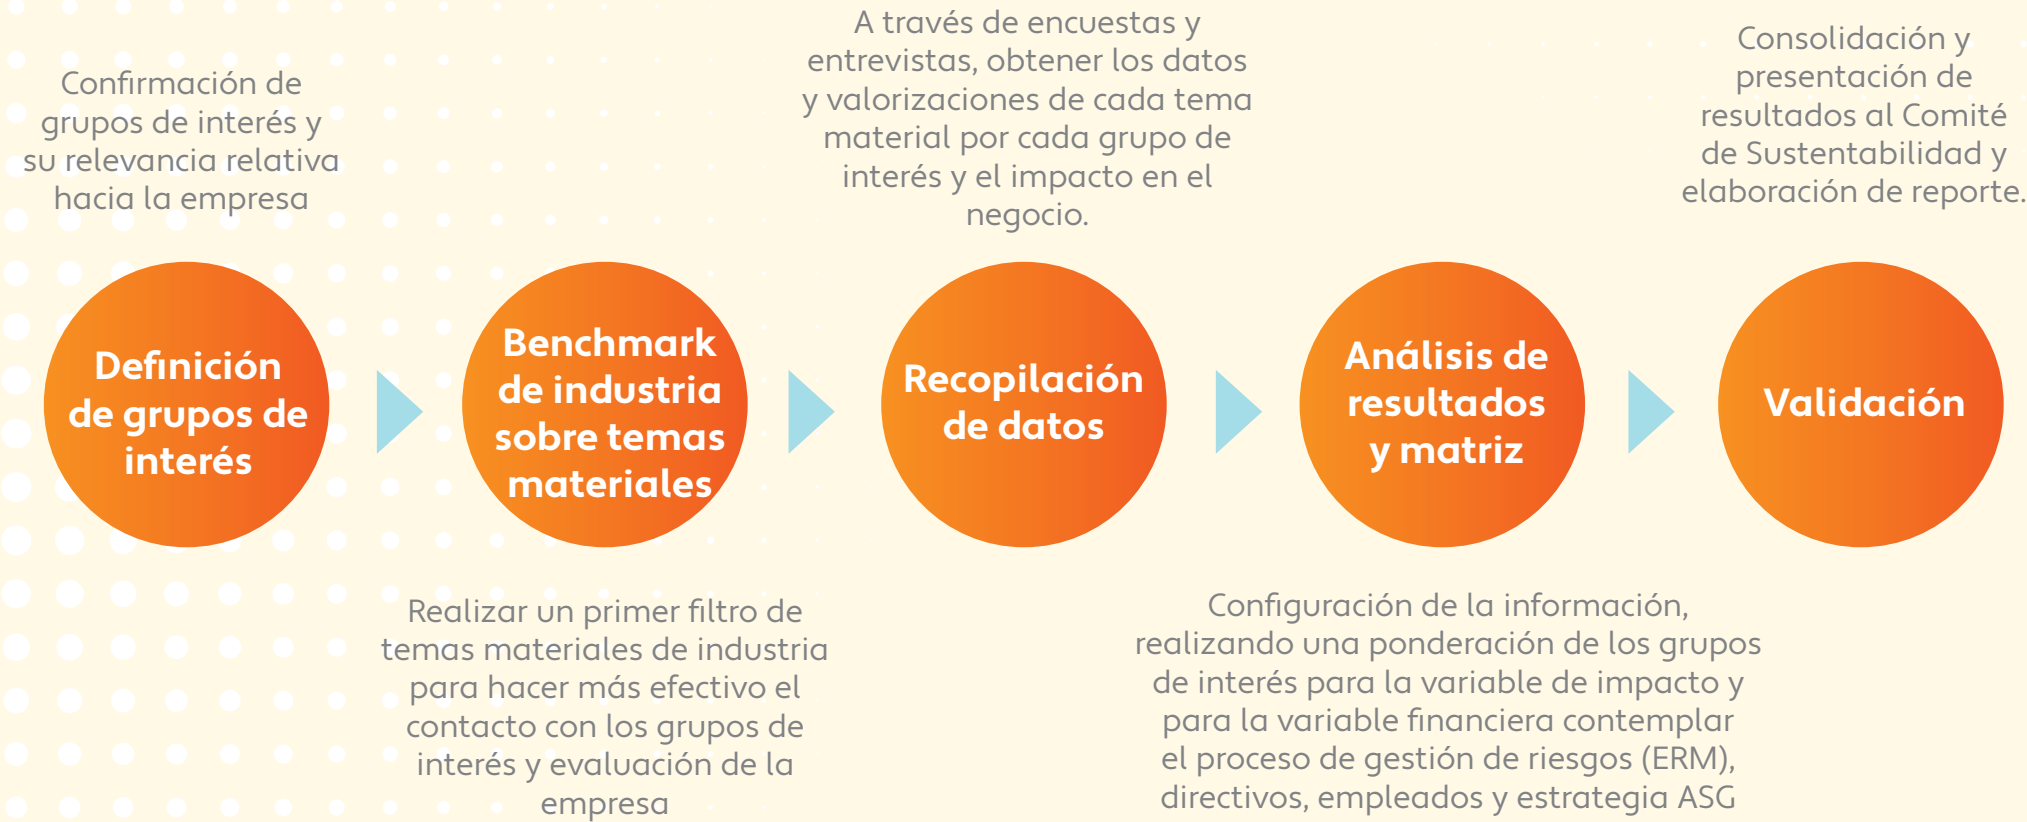 Confirmación de
grupos de interés y
su relevancia relativa
hacia la empresa
Definición
de grupos de
interés
Benchmark
de industria
sobre temas
materiales
Realizar un primer filtro de
temas materiales de industria
para hacer más efectivo el
contacto con los grupos de
interés y evaluación de la
empresa
A través de encuestas y
entrevistas, obtener los datos
y valorizaciones de cada tema
material por cada grupo de
interés y el impacto en el
negocio.
Recopilación
de datos
Análisis de
resultados
y matriz
Configuración de la información,
realizando una ponderación de los grupos
de interés para la variable de impacto y
para la variable financiera contemplar
el proceso de gestión de riesgos (ERM),
directivos, empleados y estrategia ASG
Consolidación y
presentación de
resultados al Comité
de Sustentabilidad y
elaboración de reporte.
Validación